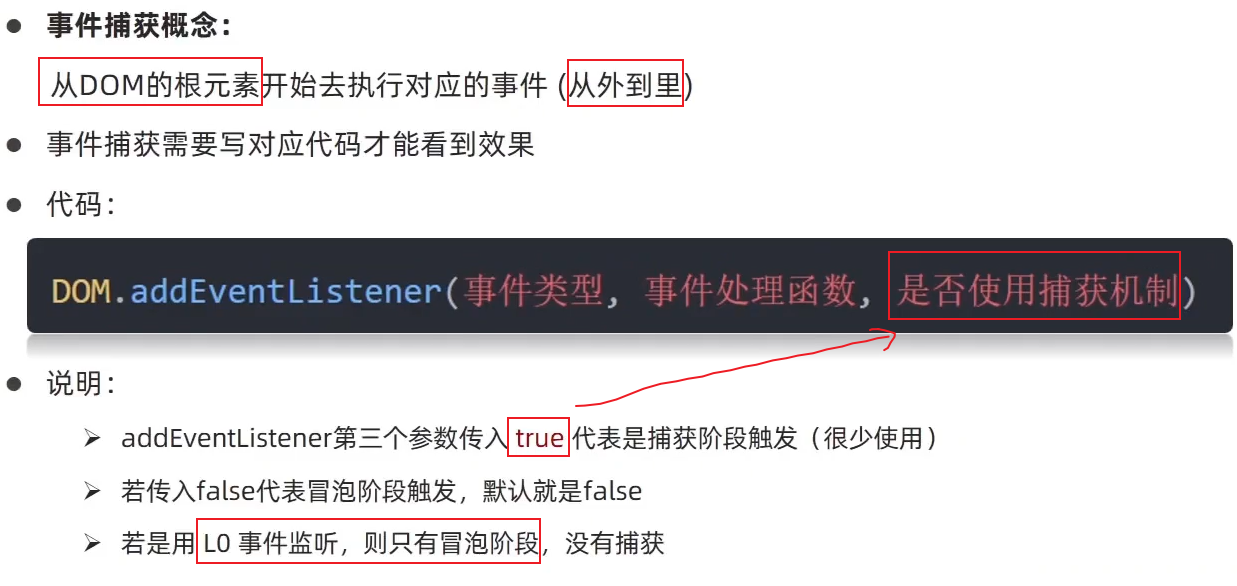 事件捕获概念：
从DOM的根元素开始去执行对应的事件 (从外到里)
事件捕获需要写对应代码才能看到效果
代码：
DOM.addEventListener(事件类型, 事件处理函数, 是否使用捕获机制)
说明：
addEventListener第三个参数传入 true 代表是捕获阶段触发（很少使用）
若传入false代表冒泡阶段触发，默认就是false
若是用 L0 事件监听，则只有冒泡阶段，没有捕获